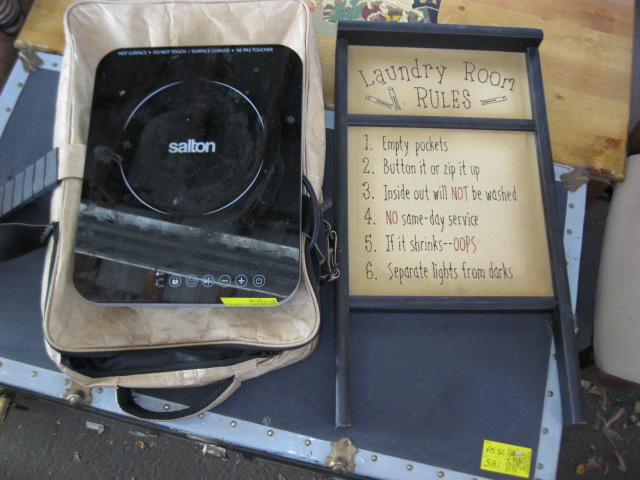 HOT SURFACE • DO NOT TOUCH / SURFACE CHAUDE • NE PAS TOUCHER
salton
Laundry Room
RULES
1. Empty pockets
2. Button it or zip it up
3. Inside out will NOT be washed
4. NO same-day service
5. If it shrinks--OOPS
6. Separate lights from darks
581